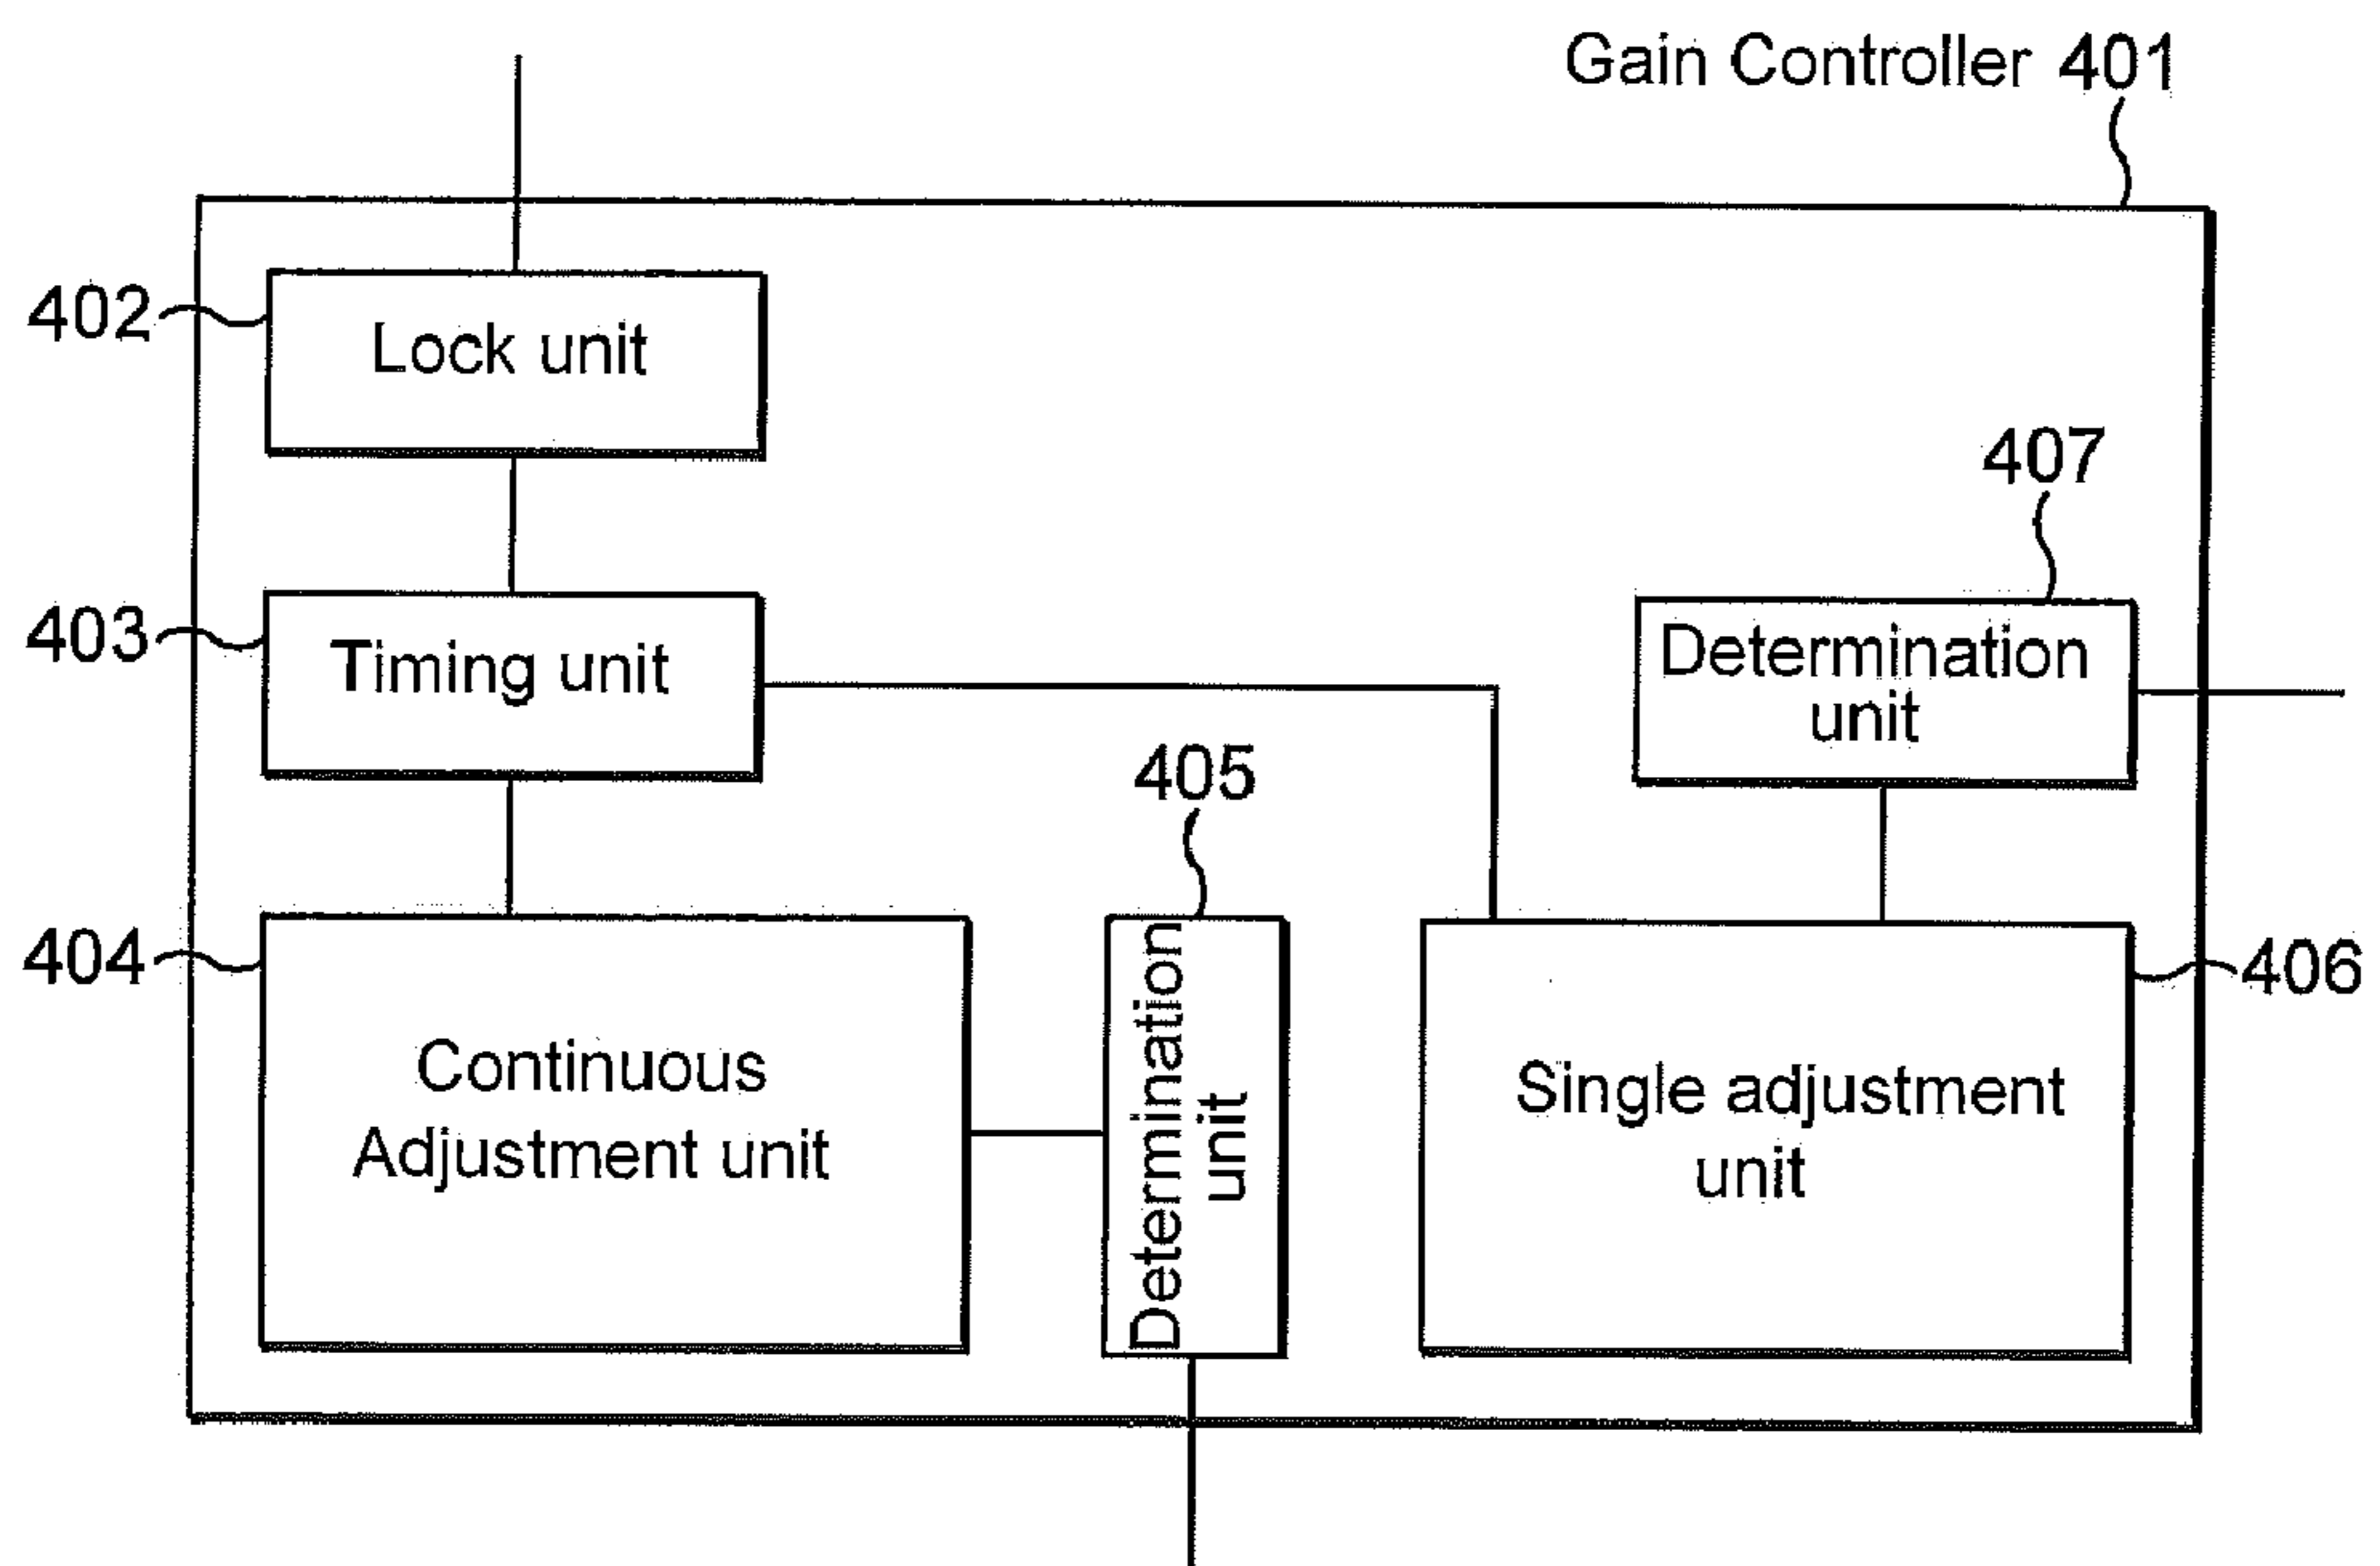 Gain Controller 401
402
Lock unit
407
403
Timing unit
Determination
unit
405
404
Continuous
Adjustment unit
Determination
unit
406
Single adjustment
unit